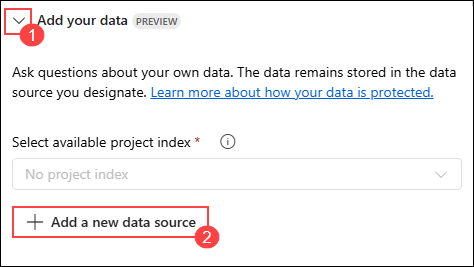 Add your data PREVIEW
1
Ask questions about your own data. The data remains stored in the data
source you designate. Learn more about how your data is protected.
Select available project index *
No project index
+ Add a new data source
2